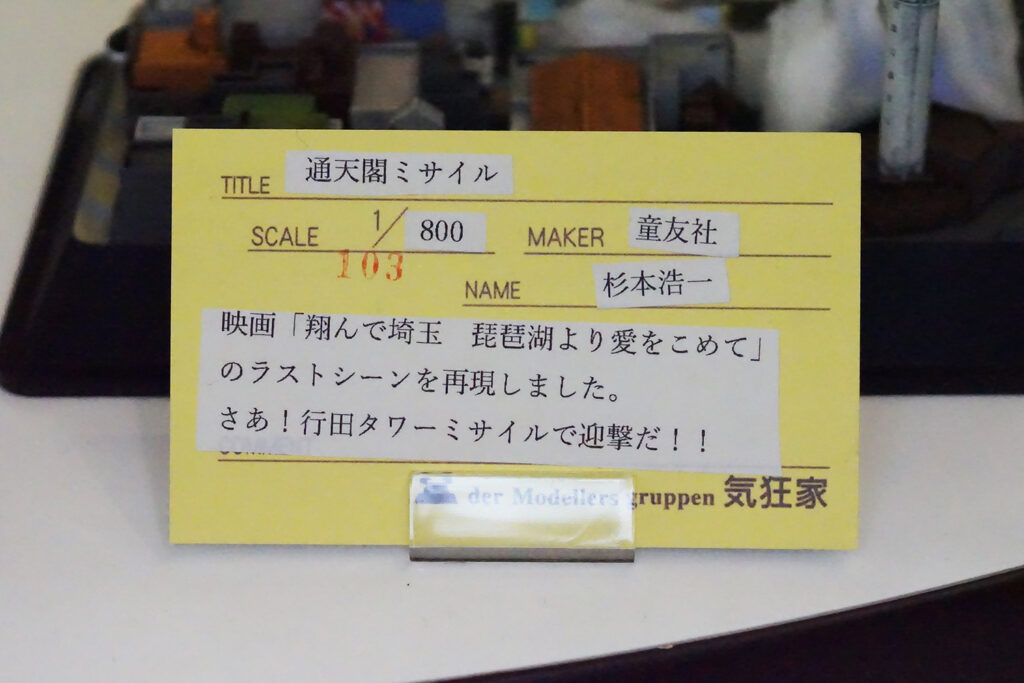 TITLE 通天閣ミサイル
SCALE 1/800 MAKER 童友社
103
NAME 杉本浩一
映画「翔んで埼玉　琵琶湖より愛をこめて」
のラストシーンを再現しました。
さあ！行田タワーミサイルで迎撃だ！！
COMMENT
der Modellers gruppen 気狂家